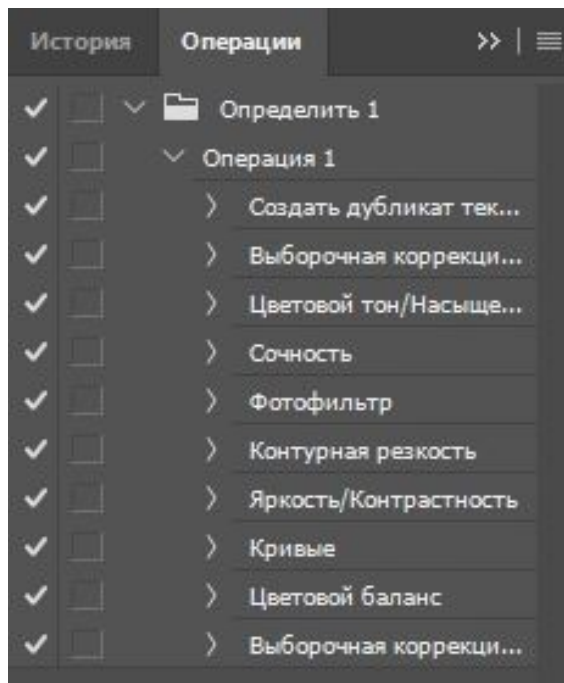 История Операции
Определить 1
Операция 1
Создать дубликат тек...
Выборочная коррекци...
Цветовой тон/Насыще...
Сочность
Фотофильтр
Контурная резкость
Яркость/Контрастность
Кривые
Цветовой баланс
Выборочная коррекци...